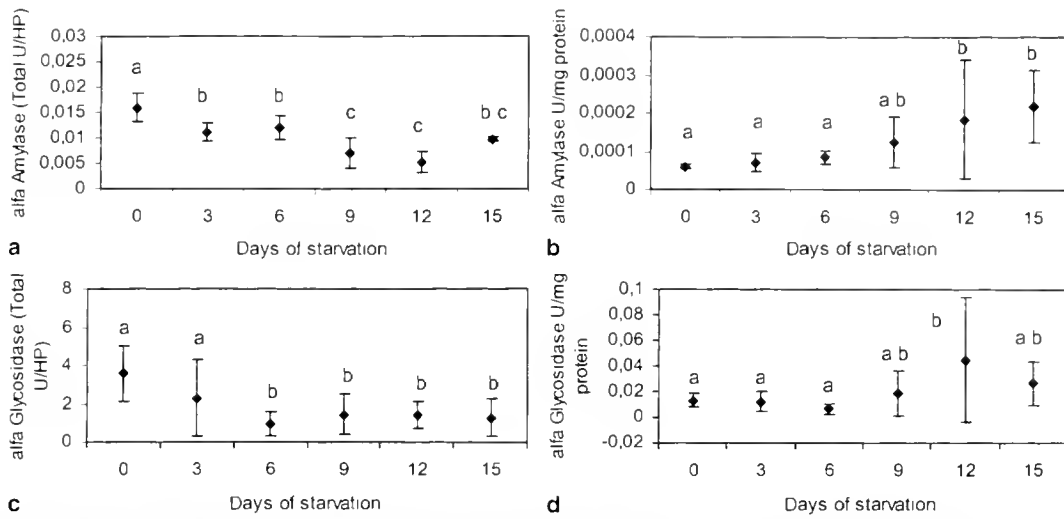 alfa Amylase (Total U/HP)
0,03
0,025
0,02
0,015
0,01
0,005
0
a
b
b
c
c
b c
0
3
6
9
12
15
Days of starvation
a
alfa Amylase U/mg protein
0,0004
0,0003
0,0002
0,0001
0
a
a
a
a b
b
b
0
3
6
9
12
15
Days of starvation
b
alfa Glycosidase (Total
U/HP)
8
6
4
2
0
a
a
b
b
b
b
0
3
6
9
12
15
Days of starvation
c
alfa Glycosidase U/mg
protein
0,1
0,08
0,06
0,04
0,02
0
-0,02
a
a
a
a b
b
a b
0
3
6
9
12
15
Days of starvation
d